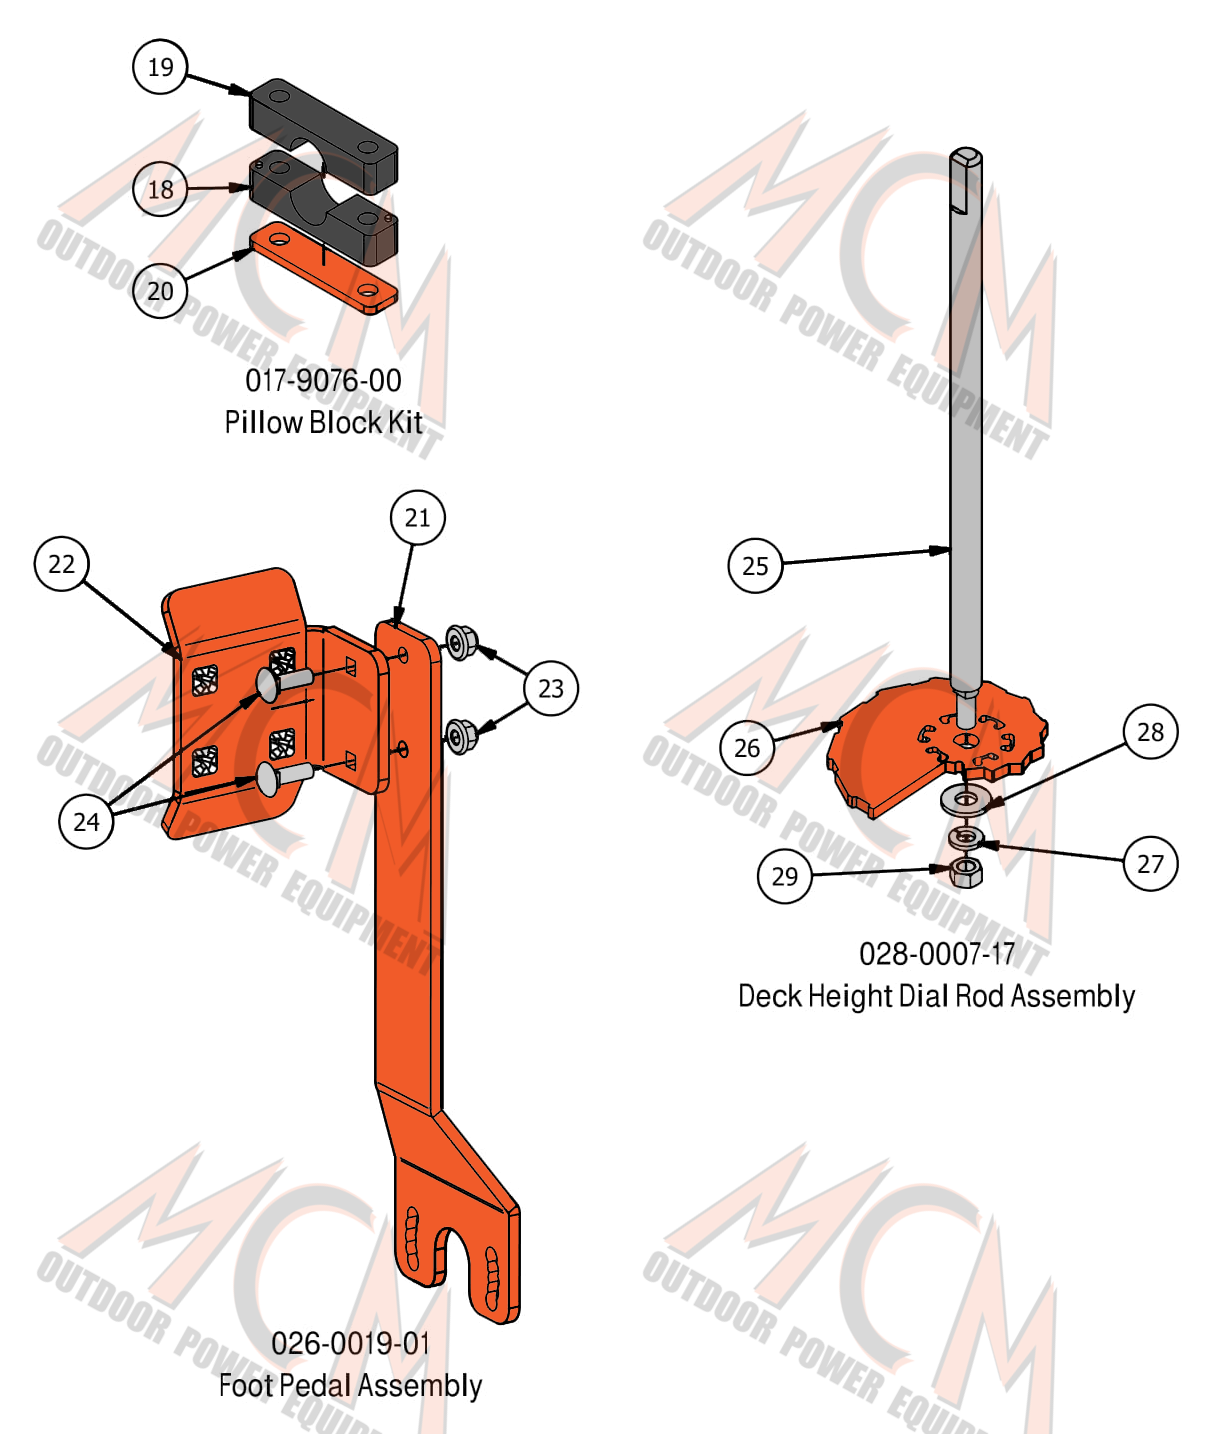 19
18
20
017-9076-00
Pillow Block Kit
21
22
23
24
026-0019-01
Foot Pedal Assembly
25
26
28
27
29
028-0007-17
Deck Height Dial Rod Assembly
MCM
OUTDOOR POWER EQUIPMENT
MCM
OUTDOOR POWER EQUIPMENT
MCM
OUTDOOR POWER EQUIPMENT
MCM
OUTDOOR POWER EQUIPMENT
MCM
OUTDOOR POWER EQUIPM
MCM
OUTDOOR POWER EQUIPM